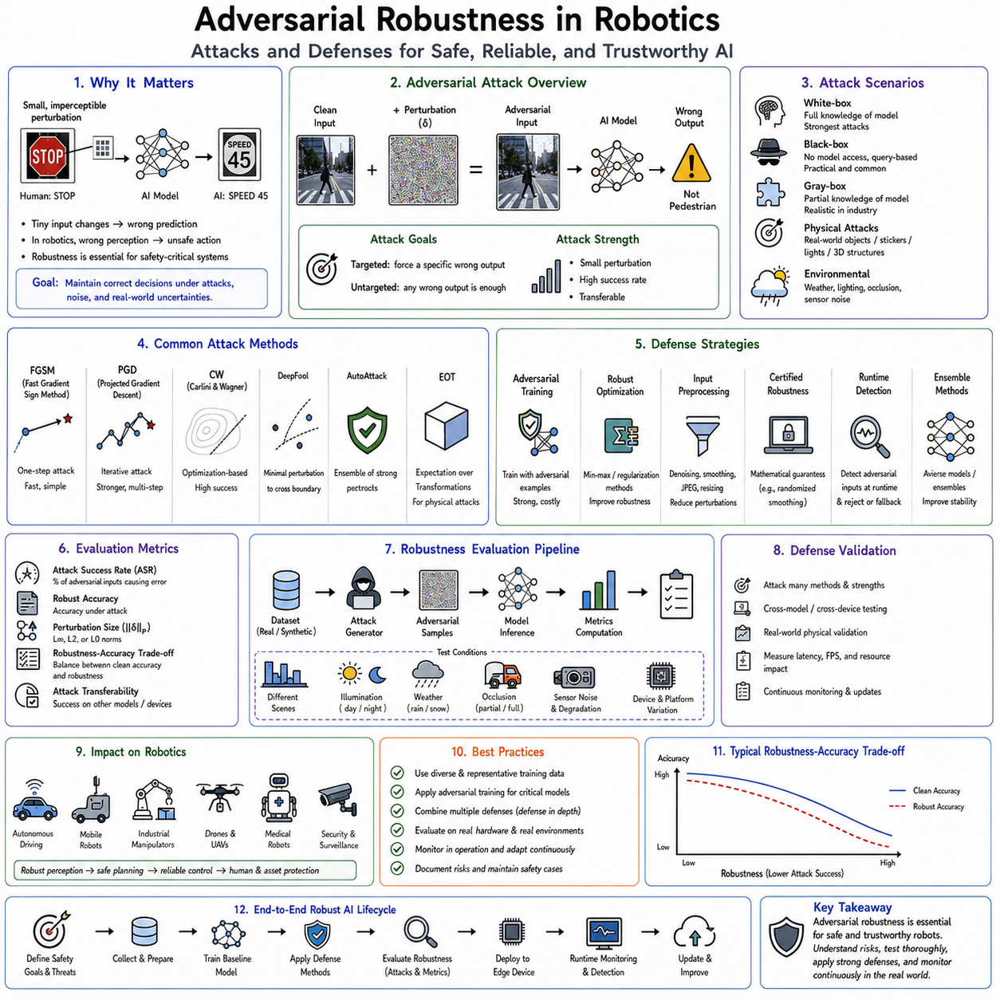 Adversarial Robustness in Robotics
Attacks and Defenses for Safe, Reliable, and Trustworthy AI
1. Why It Matters
Small, imperceptible
perturbation
STOP
SPEED
45
Human: STOP
AI Model
AI: SPEED 45
• Tiny input changes → wrong prediction
• In robotics, wrong perception → unsafe action
• Robustness is essential for safety-critical systems
Goal: Maintain correct decisions under attacks,
noise, and real-world uncertainties.
2. Adversarial Attack Overview
Clean
Input
+ Perturbation
(δ)
Adversarial
Input
AI Model
Wrong
Output
+
=
Not
Pedestrian
Attack Goals
Targeted: force a specific wrong output
Untargeted: any wrong output is enough
Attack Strength
• Small perturbation
• High success rate
• Transferable
3. Attack Scenarios
White-box
Full knowledge of model
Strongest attacks
Black-box
No model access, query-based
Practical and common
Gray-box
Partial knowledge of model
Realistic in industry
Physical Attacks
Real-world objects / stickers /
lights / 3D structures
Environmental
Weather, lighting, occlusion,
sensor noise
4. Common Attack Methods
FGSM
(Fast Gradient
Sign Method)
One-step attack
Fast, simple
PGD
(Projected Gradient
Descent)
Iterative attack
Stronger, multi-step
CW
(Carlini & Wagner)
Optimization-based
High success
DeepFool
Minimal perturbation
to cross boundary
AutoAttack
Ensemble of strong
pectrocls
EOT
Expectation over
Transformations
For physical attacks
5. Defense Strategies
Adversarial
Training
Train with adversarial
examples
Strong, costly
Robust
Optimization
Σ
Min-max / regularization
methods
Improve robustness
Input
Preprocessing
Denoising, smoothing,
JPEG, resizing
Reduce perturbations
Certified
Robustness
Mathematical guarantees
(e.g., randomized
smoothing)
Runtime
Detection
Detect adversarial
inputs at runtime
& reject or fallback
Ensemble
Methods
Avierse models /
ensembles
Improve stability
6. Evaluation Metrics
Attack Success Rate (ASR)
% of adversarial inputs causing error
Robust Accuracy
Accuracy under attack
Perturbation Size (||δ||p)
L∞, L2, or L0 norms
Robustness-Accuracy Trade-off
Balance betwenn clean accuracy
and robustness
Attack Transferability
Success on other models / devices
7. Robustness Evaluation Pipeline
Dataset
(Real / Synthetic)
Attack
Generator
Adversarial
Samples
Model
Inference
Metrics
Computation
Test Conditions
Different
Scenes
Illumination
( day / night )
Weather
(rain / snow)
Occlusion
(partial / full)
Sensor Noise
& Degradation
Device & Platform
Variation
8. Defense Validation
Attack many methods & strengths
Cross-model / cross-device testing
Real-world physical validation
Measure latency, FPS, and resource
impact
Continuous monitoring & updates
9. Impact on Robotics
Autonomous
Driving
Mobile
Robots
Industrial
Manipulators
Drones &
UAVs
Medical
Robots
Security &
Surveillance
Robust perception → safe planning → reliable control → human & asset protection
10. Best Practices
Use diverse & representative training data
Apply adversarial training for critical models
Combine multiple defenses (defense in depth)
Evaluate on real hardware & real environments
Monitor in operation and adapt continuously
Document risks and maintain safety cases
11. Typical Robustness-Accuracy Trade-off
Acicuracy
High
Low
Low
High
Robustness (Lower Attack Success)
Clean Accuracy
Robust Accuracy
12. End-to-End Robust AI Lifecycle
Define Safety
Goals & Threats
Collect & Prepare
Train Baseline
Model
Apply Defense
Methods
Evaluate Robustness
(Attacks & Metrics)
Deploy to
Edge Device
Runtime Monitoring
& Detection
Update &
Improve
Key Takeaway
Adversarial robustness is essential
for safe and trustworthy robots.
Understand risks, test thoroughly,
apply strong defenses, and monitor
continuously in the real world.